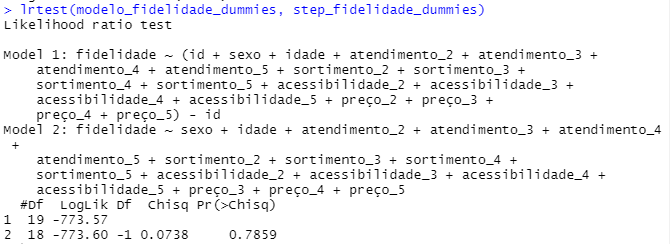 > lrtest(modelo_fidelidade_dummies, step_fidelidade_dummies)
Likelihood ratio test

Model 1: fidelidade ~ (id + sexo + idade + atendimento_2 + atendimento_3 +
    atendimento_4 + atendimento_5 + sortimento_2 + sortimento_3 +
    sortimento_4 + sortimento_5 + acessibilidade_2 + acessibilidade_3 +
    acessibilidade_4 + acessibilidade_5 + preço_2 + preço_3 +
    preço_4 + preço_5) - id
Model 2: fidelidade ~ sexo + idade + atendimento_2 + atendimento_3 + atendimento_4
 +
    atendimento_5 + sortimento_2 + sortimento_3 + sortimento_4 +
    sortimento_5 + acessibilidade_2 + acessibilidade_3 + acessibilidade_4 +
    acessibilidade_5 + preço_3 + preço_4 + preço_5
  #Df  LogLik Df  Chisq Pr(>Chisq)
1  19 -773.57
2  18 -773.60 -1 0.0738     0.7859